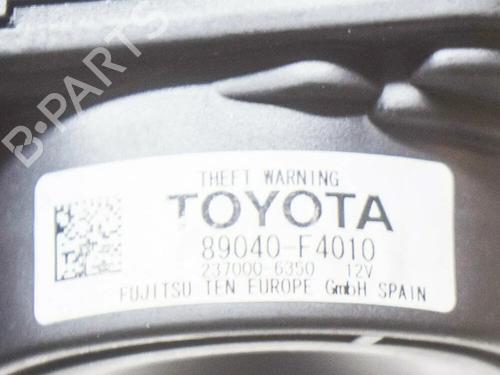 B-PARTS
THEFT WARNING
TOYOTA
89040-F4010
237000-6350 12V
FUJITSU TEN EUROPE GmbH SPAIN